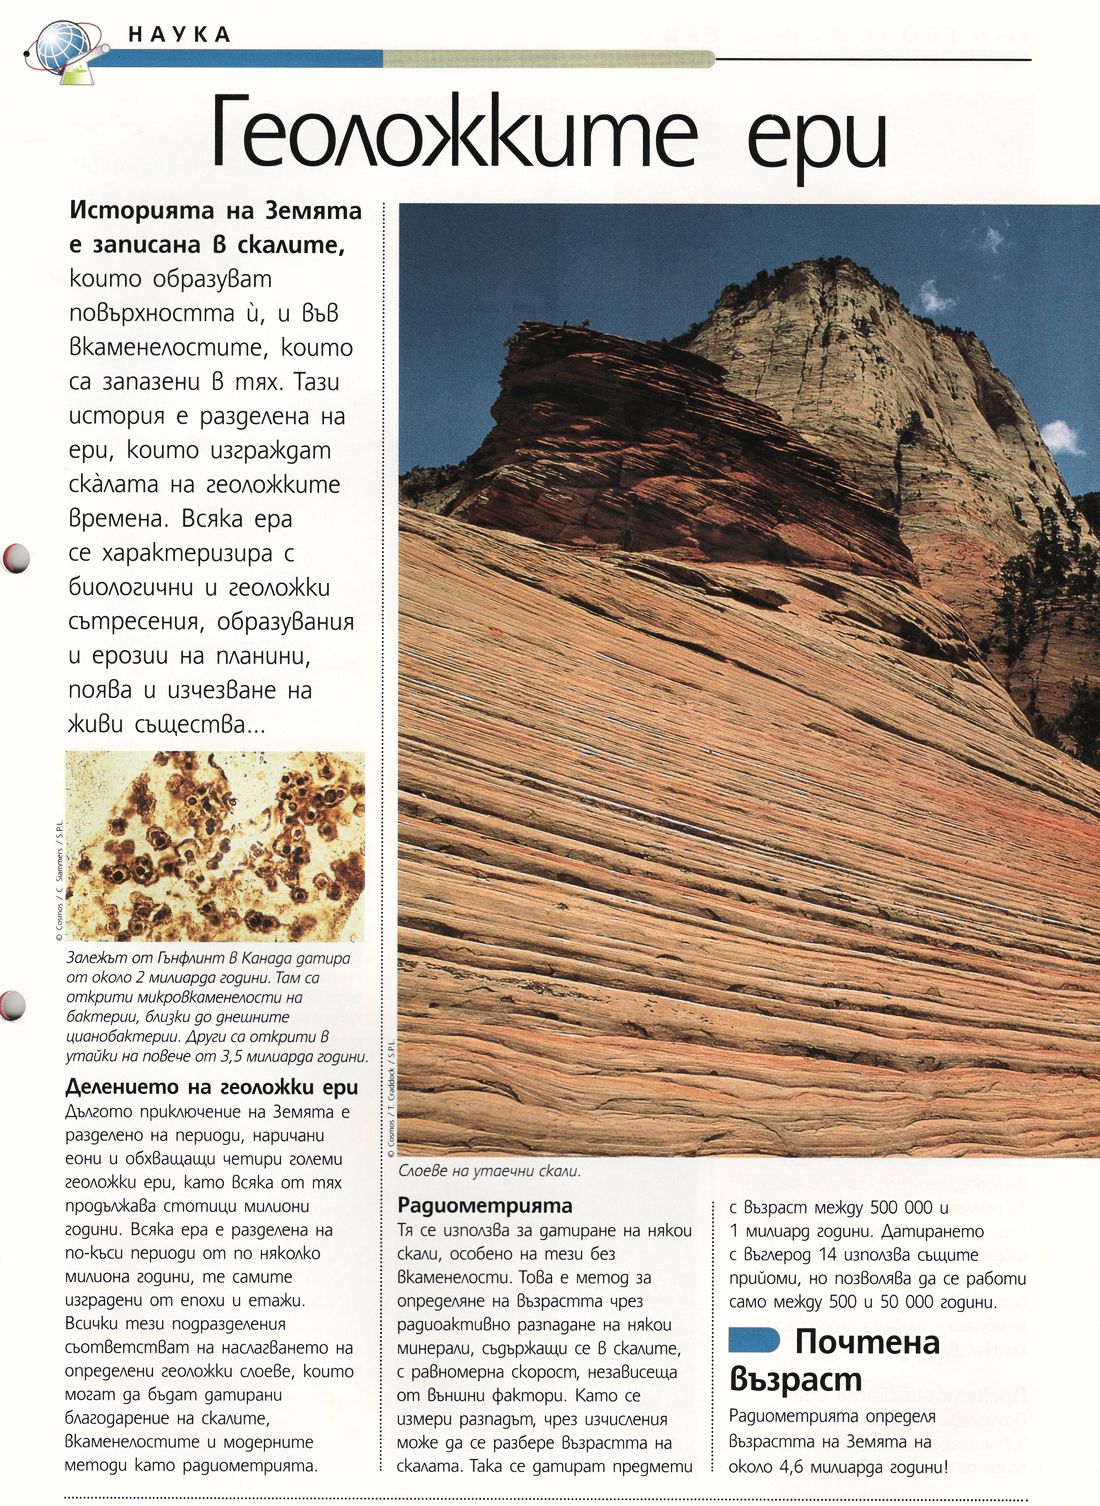 НАУКА
Геоложките ери
Историята на Земята
е записана в скалите,
които образуват
повърхността ѝ, и във
вкаменелостите, които
са запазени в тях. Тази
история е разделена на
ери, които изграждат
скàлата на геоложките
времена. Всяка ера
се характеризира с
биологични и геоложки
сътресения, образувания
и ерозии на планини,
поява и изчезване на
живи същества...
© Cosmos / C. Siammers / S.P.L.
Залежът от Гънфлинт в Канада датира
от около 2 милиарда години. Там са
открити микровкаменелости на
бактерии, близки до днешните
цианобактерии. Други са открити в
утайки на повече от 3,5 милиарда години.
Делението на геоложки ери
Дългото приключение на Земята е
разделено на периоди, наричани
еони и обхващащи четири големи
геоложки ери, като всяка от тях
продължава стотици милиони
години. Всяка ера е разделена на
по-къси периоди от по няколко
милиона години, те самите
изградени от епохи и етажи.
Всички тези подразделения
съответстват на наслагването на
определени геоложки слоеве, които
могат да бъдат датирани
благодарение на скалите,
вкаменелостите и модерните
методи като радиометрията.
© Cosmos / T. Craddock / S.P.L.
Слоеве на утаечни скали.
Радиометрията
Тя се използва за датиране на някои
скали, особено на тези без
вкаменелости. Това е метод за
определяне на възрастта чрез
радиоактивно разпадане на някои
минерали, съдържащи се в скалите,
с равномерна скорост, независеща
от външни фактори. Като се
измери разпадът, чрез изчисления
може да се разбере възрастта на
скалата. Така се датират предмети
с възраст между 500 000 и
1 милиард години. Датирането
с въглерод 14 използва същите
прийоми, но позволява да се работи
само между 500 и 50 000 години.
Почтена
възраст
Радиометрията определя
възрастта на Земята на
около 4,6 милиарда години!